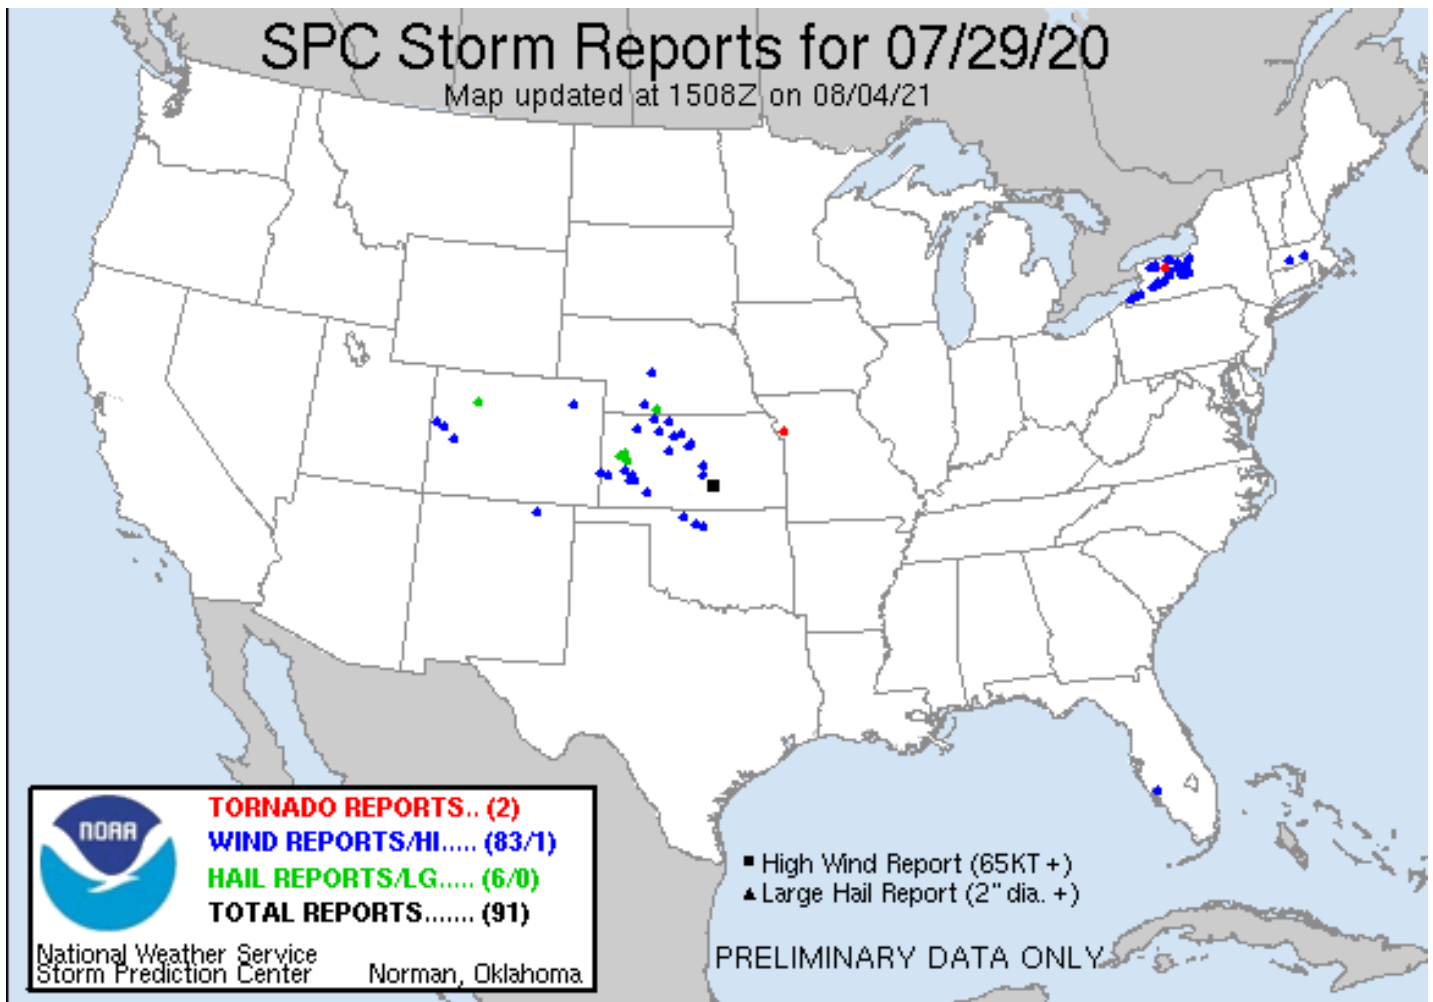 SPC Storm Reports for 07/29/20
Map updated at 1508Z on 08/04/21
NOAA
TORNADO REPORTS.. (2)
WIND REPORTS/HI..... (83/1)
HAIL REPORTS/LG..... (6/0)
TOTAL REPORTS....... (91)
National Weather Service
Storm Prediction Center Norman, Oklahoma
High Wind Report (65KT +)
Large Hail Report (2" dia. +)
PRELIMINARY DATA ONLY